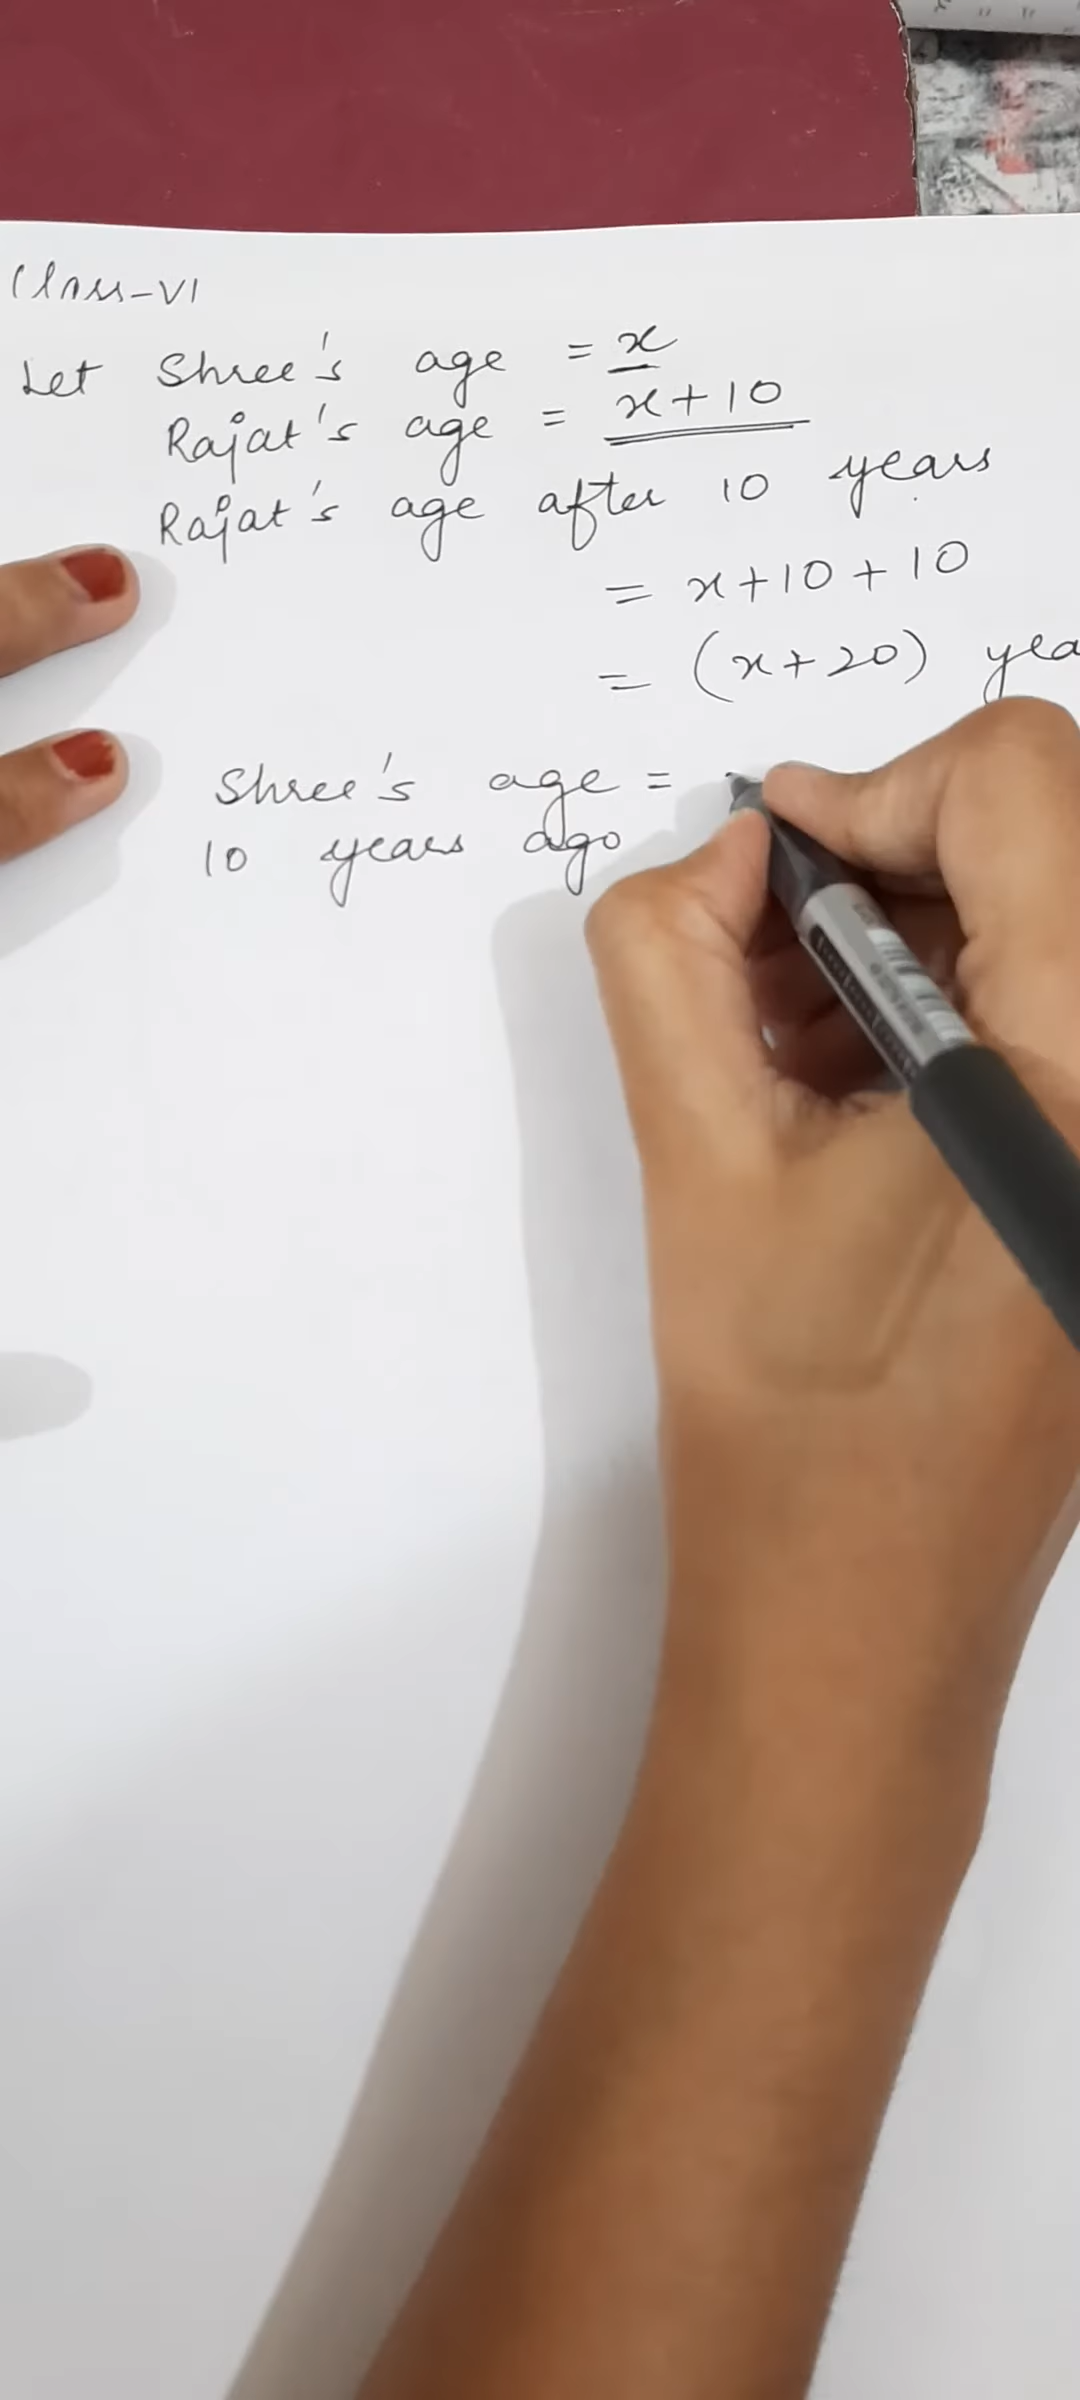 Class-VI
Let Shree's age = x
Rajat's age = x+10
Rajat's age after 10 years
= x+10+10
= (x+20) yea
Shree's age =
10 years ago